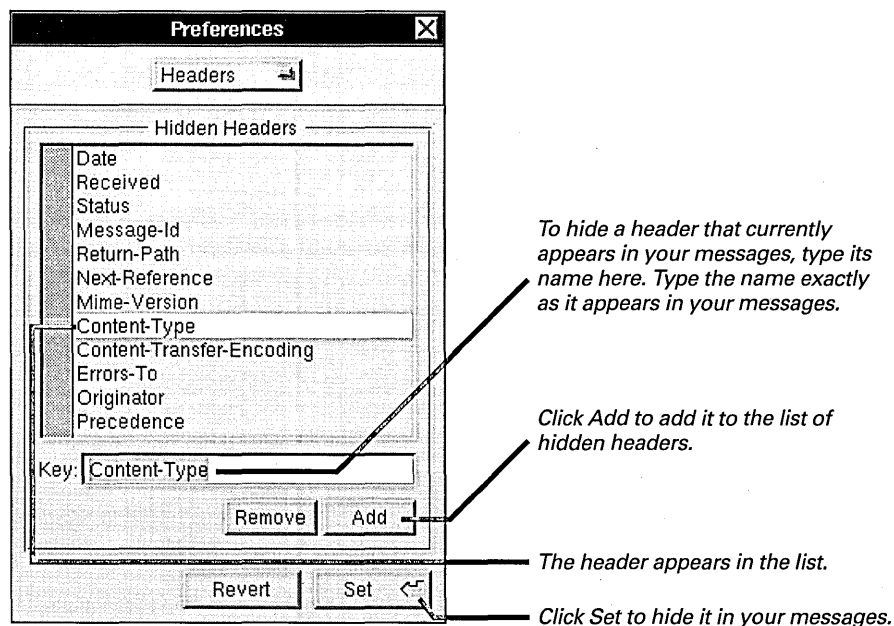 Preferences
Headers
Hidden Headers
Date
Received
Status
Message-Id
Return-Path
Next-Reference
Mime-Version
Content-Type
Content-Transfer-Encoding
Errors-To
Originator
Precedence
Key: Content-Type
Remove Add
Revert Set
To hide a header that currently
appears in your messages, type its
name here. Type the name exactly
as it appears in your messages.
Click Add to add it to the list of
hidden headers.
The header appears in the list.
Click Set to hide it in your messages.